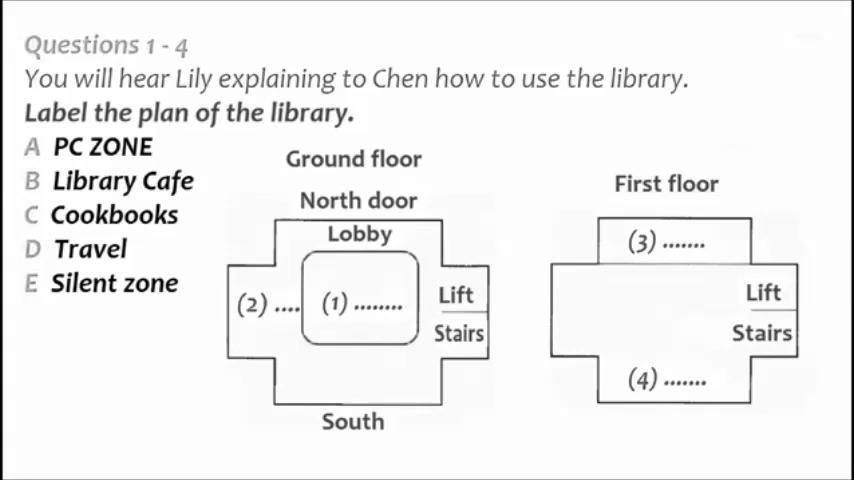 Questions 1 - 4
You will hear Lily explaining to Chen how to use the library.
Label the plan of the library.
A PC ZONE
B Library Cafe
C Cookbooks
D Travel
E Silent zone
Ground floor
North door
Lobby
(2) ....
(1) ........
Lift
Stairs
South
First floor
(3) .......
Lift
Stairs
(4) .......